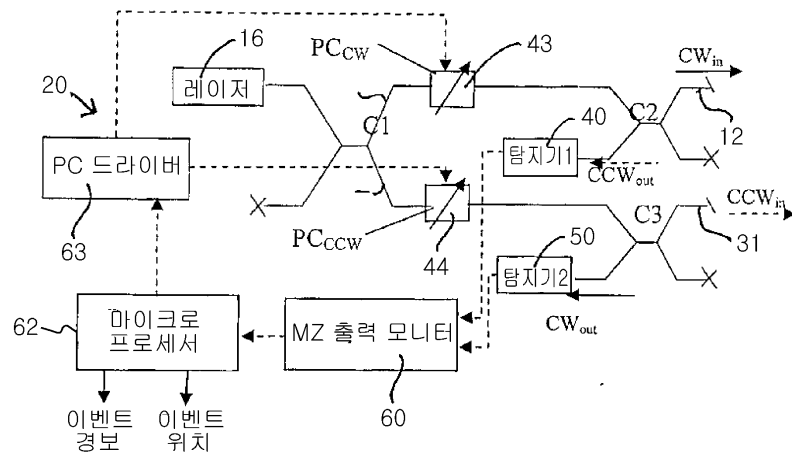 16
레이저
PC_CW
43
CW_in
20
C1
C2
12
40
탐지기1
CCW_out
PC 드라이버
63
PC_CCW
44
C3
CCW_in
31
50
탐지기2
CW_out
62
마이크로
프로세서
MZ 출력 모니터
60
이벤트
경보
이벤트
위치